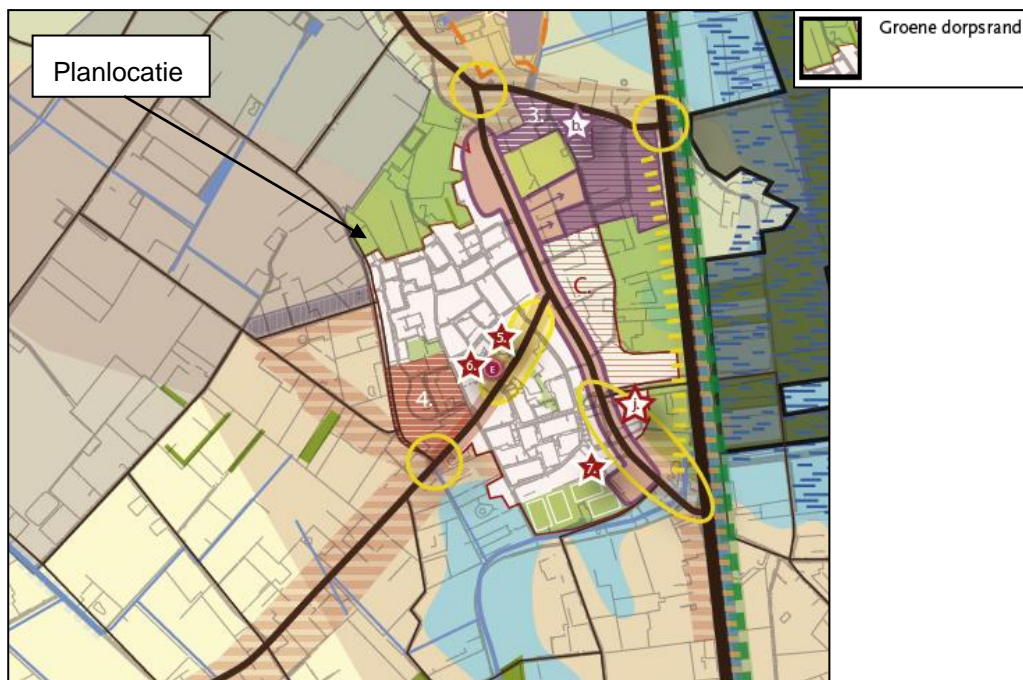 Groene dorpsrand
Planlocatie
3.
b.
C.
5.
6.
E
4.
j.
7.